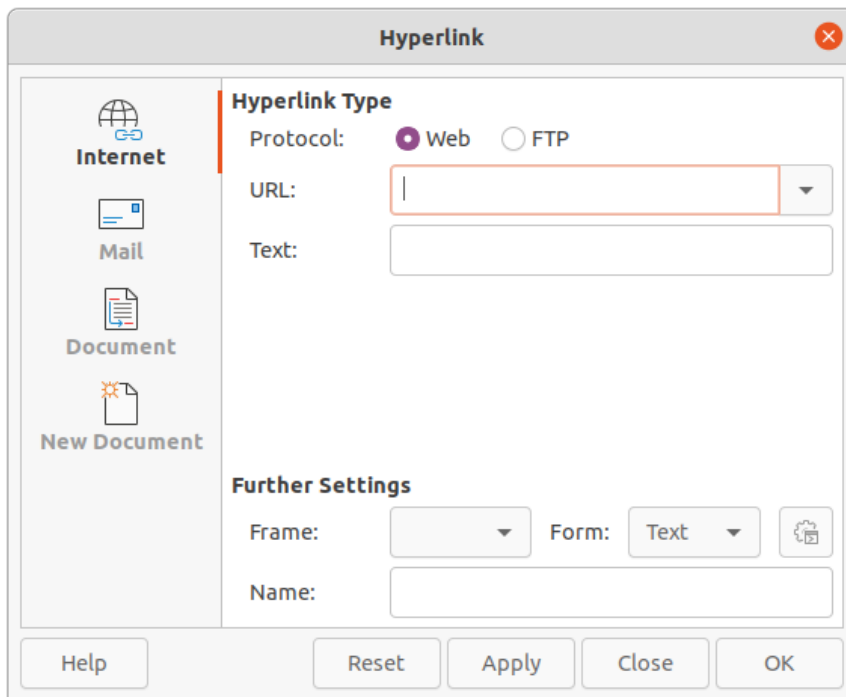 Hyperlink
Internet
Mail
Document
New Document
Hyperlink Type
Protocol: Web FTP
URL:
Text:
Further Settings
Frame: Form: Text
Name:
Help Reset Apply Close OK